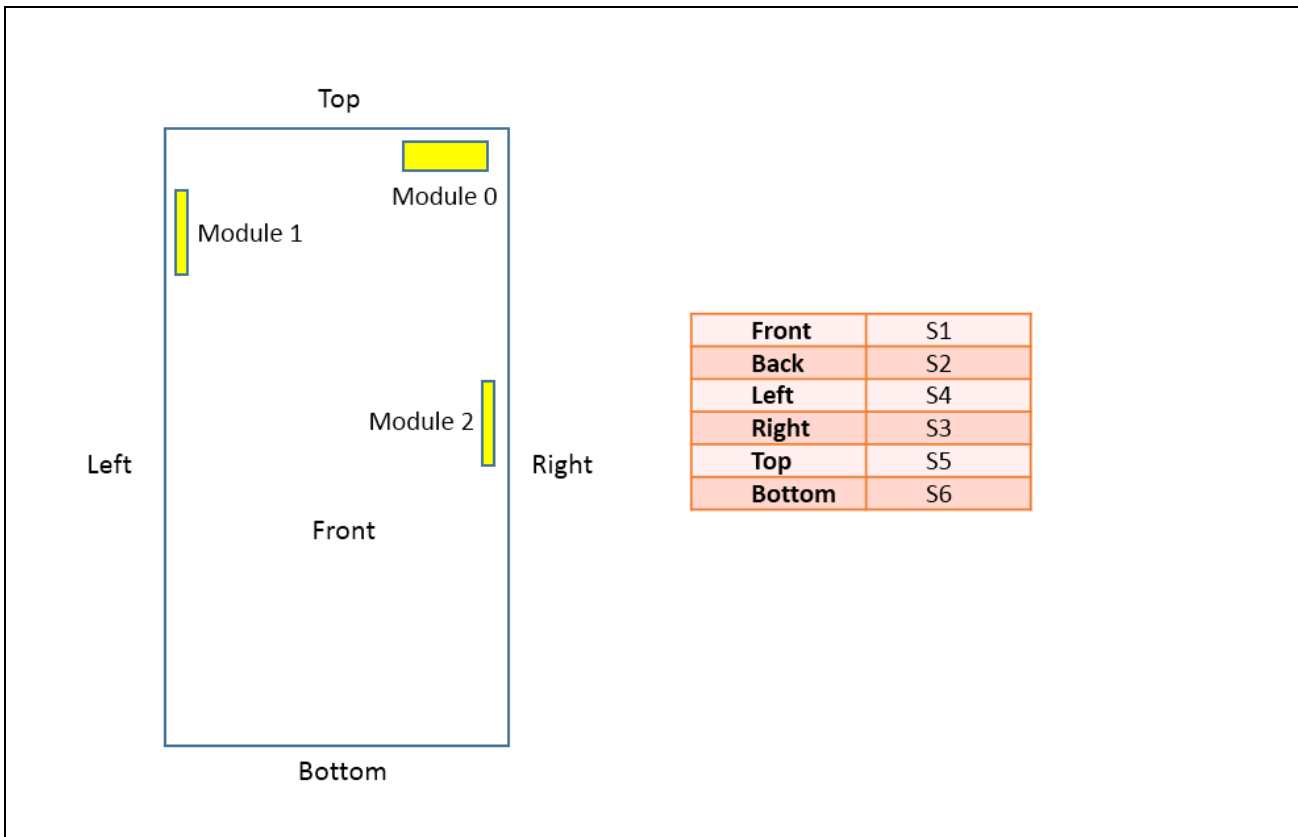 Top
Module 0
Module 1
Module 2
Left
Right
Front
Bottom
Front S1
Back S2
Left S4
Right S3
Top S5
Bottom S6